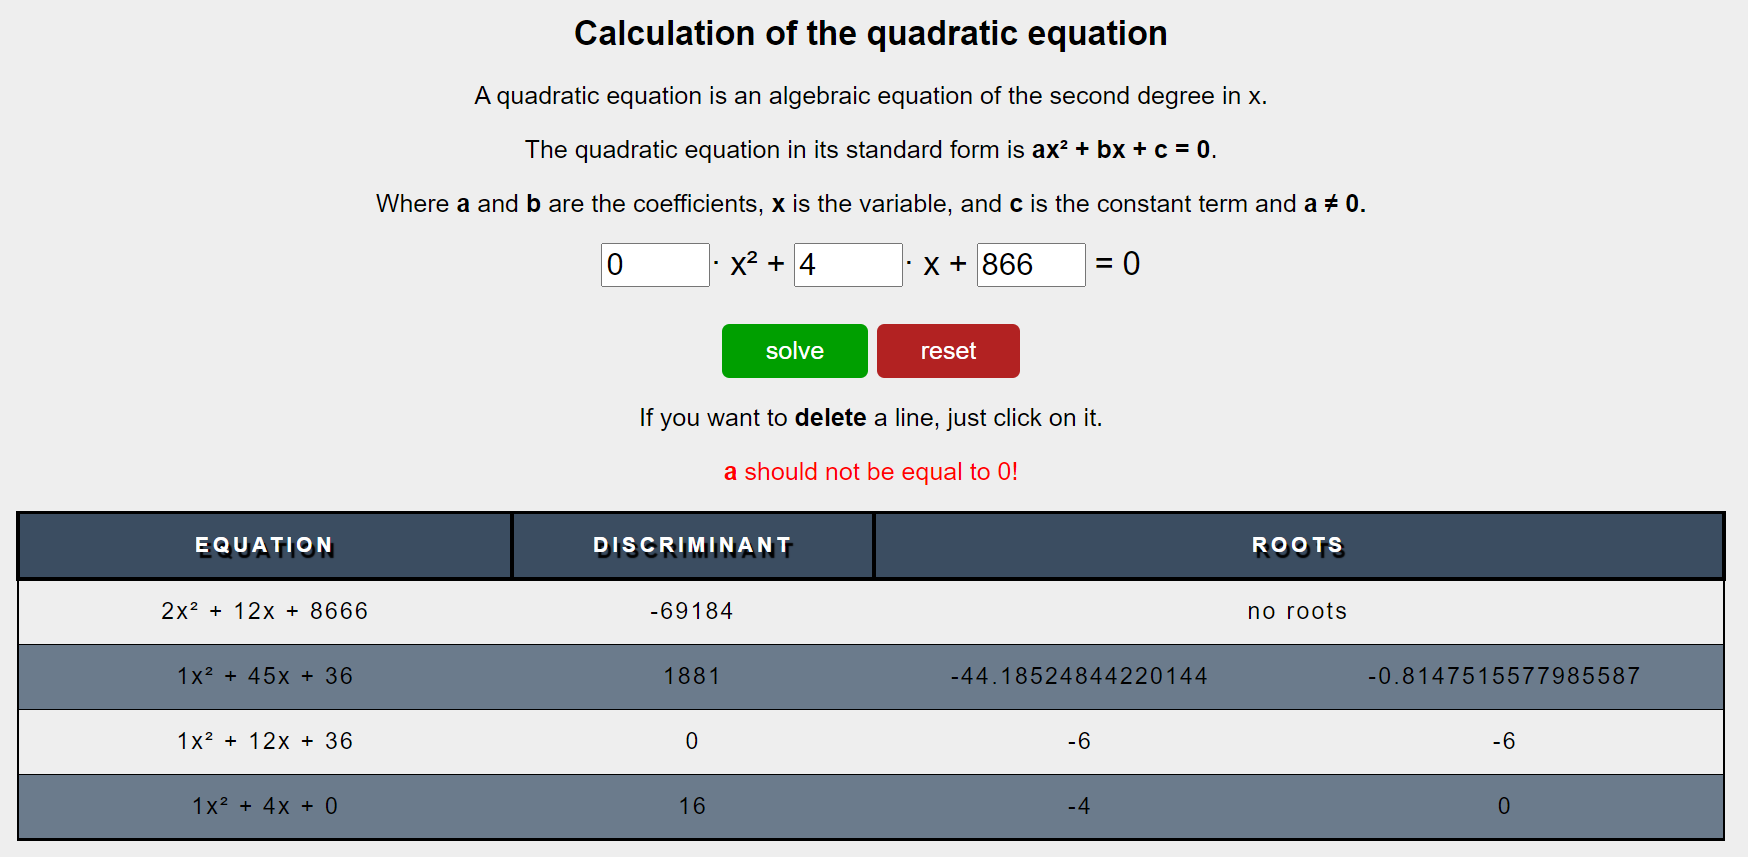 Calculation of the quadratic equation
A quadratic equation is an algebraic equation of the second degree in x.
The quadratic equation in its standard form is ax² + bx + c = 0.
Where a and b are the coefficients, x is the variable, and c is the constant term and a ≠ 0.
0 · x² + 4 · x + 866 = 0
solve reset
If you want to delete a line, just click on it.
a should not be equal to 0!
EQUATION DISCRIMINANT ROOTS
2x² + 12x + 8666 -69184 no roots
1x² + 45x + 36 1881 -44.18524844220144 -0.8147515577985587
1x² + 12x + 36 0 -6 -6
1x² + 4x + 0 16 -4 0